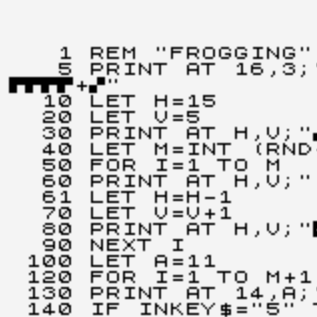 1 REM "FROGGING"
5 PRINT AT 16,3;
+ "
10 LET H=15
20 LET V=5
30 PRINT AT H,V;"
40 LET M=INT (RND
50 FOR I=1 TO M
60 PRINT AT H,V;"
61 LET H=H-1
70 LET V=V+1
80 PRINT AT H,V;"
90 NEXT I
100 LET A=11
120 FOR I=1 TO M+1
130 PRINT AT 14,A;
140 IF INKEY$="5" T